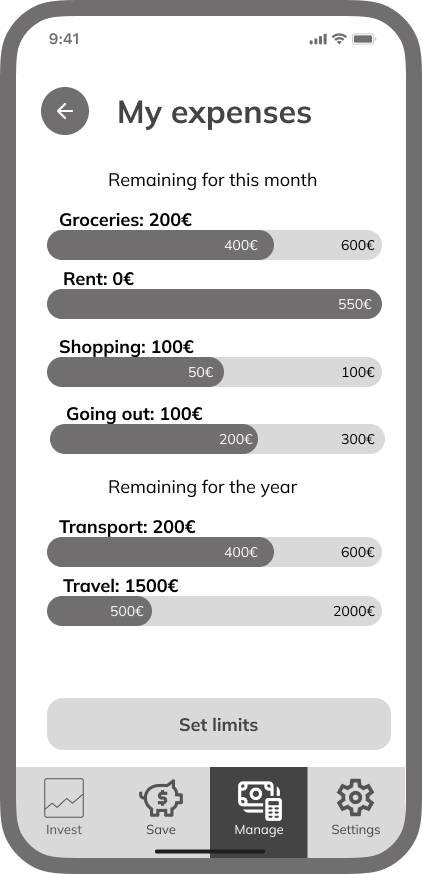 9:41
My expenses
Remaining for this month
Groceries: 200€
400€ 600€
Rent: 0€
550€
Shopping: 100€
50€ 100€
Going out: 100€
200€ 300€
Remaining for the year
Transport: 200€
400€ 600€
Travel: 1500€
500€ 2000€
Set limits
$
Invest Save Manage Settings